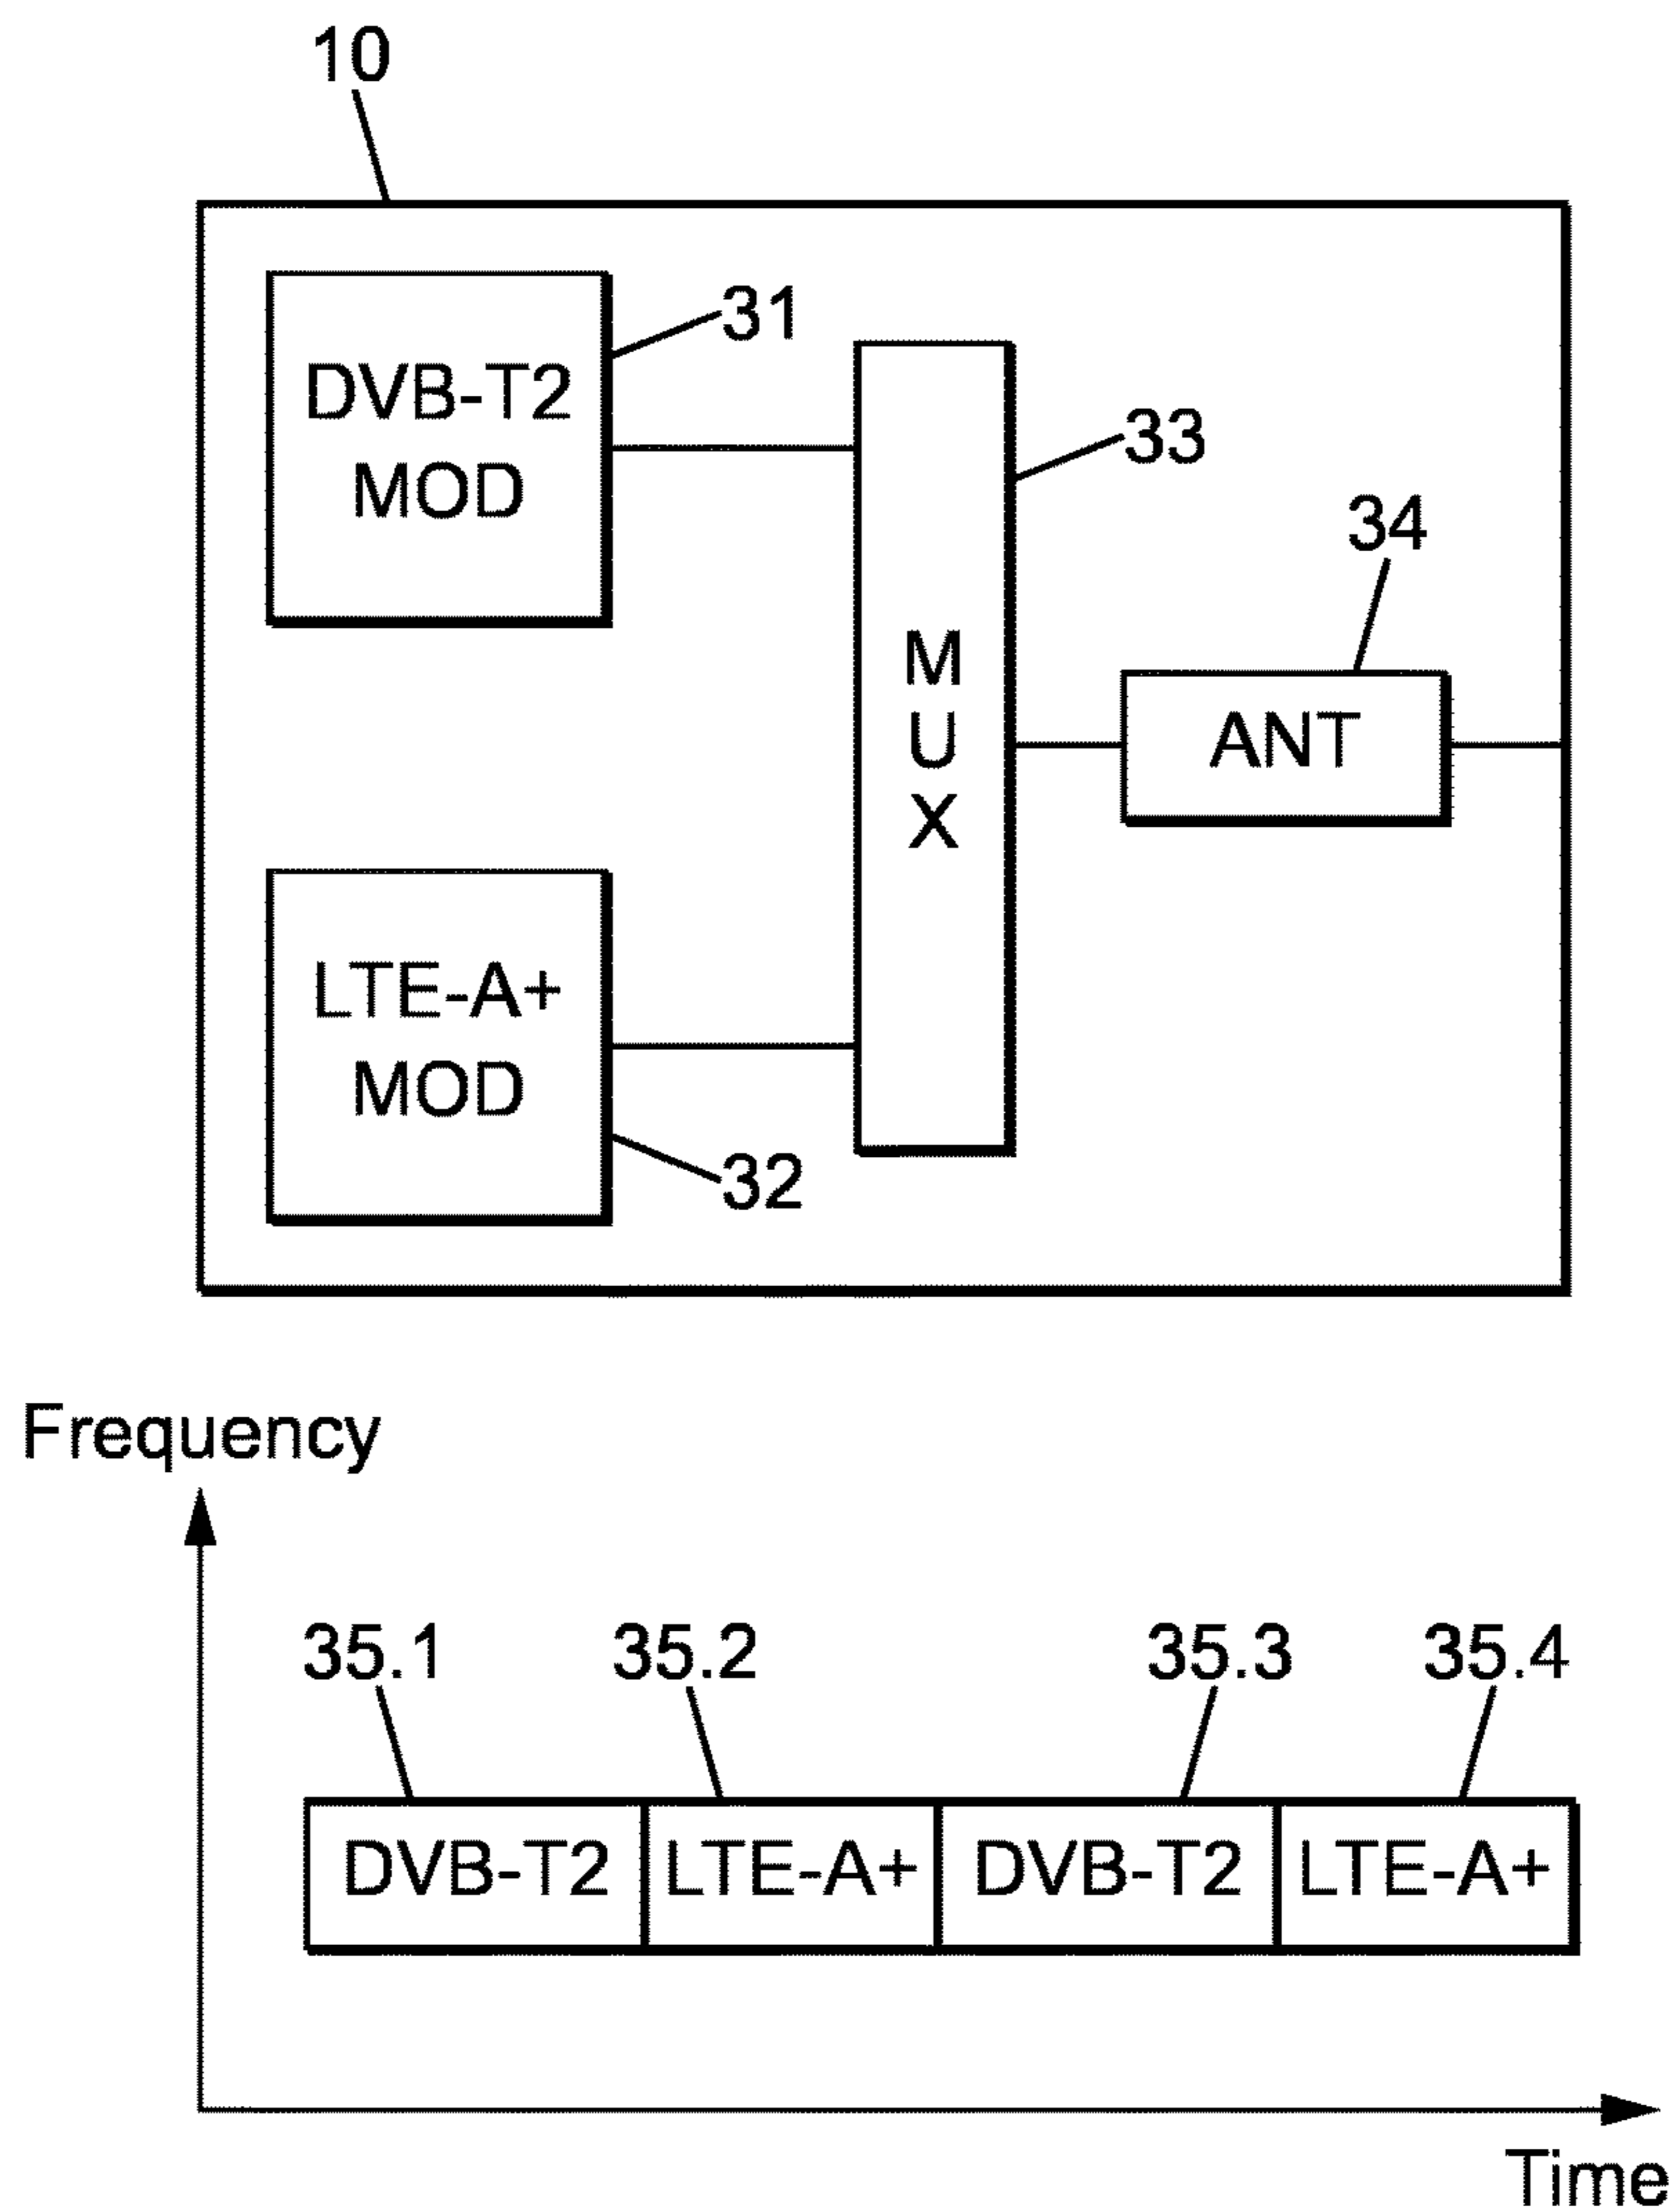 10
31
DVB-T2
MOD
33
34
M
U
X
ANT
LTE-A+
MOD
32
Frequency
35.1 35.2 35.3 35.4
DVB-T2 LTE-A+ DVB-T2 LTE-A+
Time